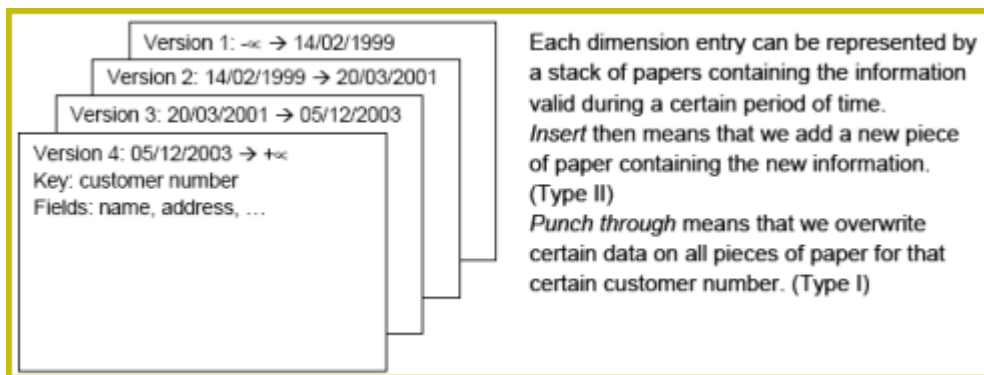 Version 1: -∝ → 14/02/1999
Version 2: 14/02/1999 → 20/03/2001
Version 3: 20/03/2001 → 05/12/2003
Version 4: 05/12/2003 → +∝
Key: customer number
Fields: name, address, …
Each dimension entry can be represented by
a stack of papers containing the information
valid during a certain period of time.
Insert then means that we add a new piece
of paper containing the new information.
(Type II)
Punch through means that we overwrite
certain data on all pieces of paper for that
certain customer number. (Type I)